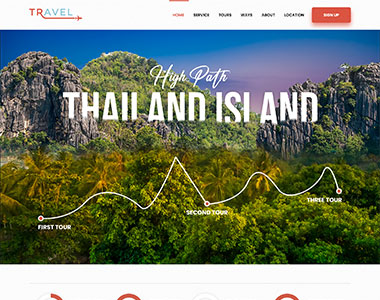 TRAVEL
HOME SERVICE TOURS WAYS ABOUT LOCATION SIGN UP
High Path
THAILAND ISLAND
FIRST TOUR
SECOND TOUR
THREE TOUR